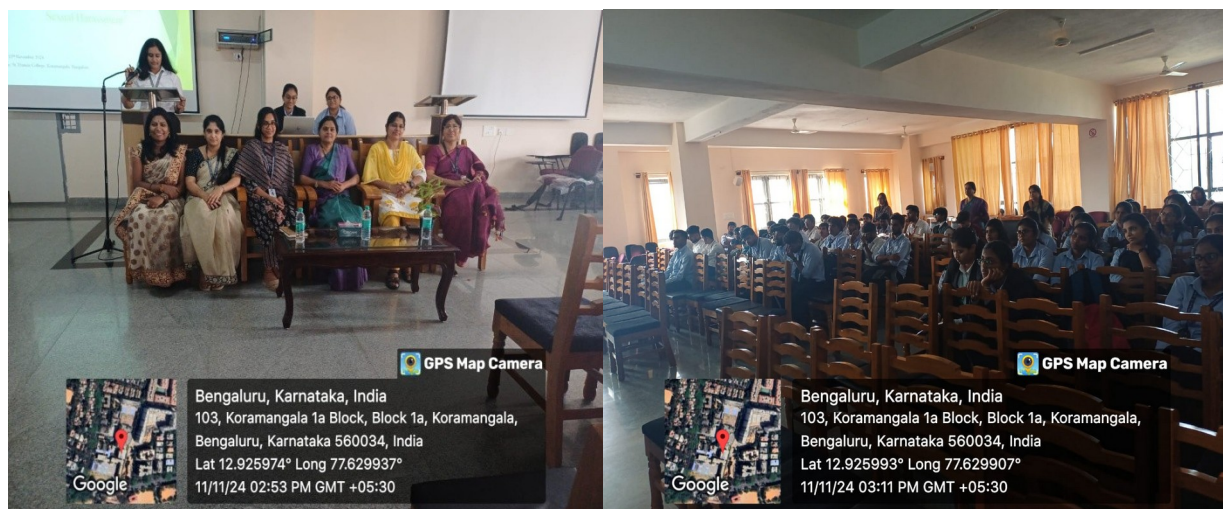 GPS Map Camera
Bengaluru, Karnataka, India
103, Koramangala 1a Block, Block 1a, Koramangala,
Bengaluru, Karnataka 560034, India
Lat 12.925974° Long 77.629937°
11/11/24 02:53 PM GMT +05:30
Google
GPS Map Camera
Bengaluru, Karnataka, India
103, Koramangala 1a Block, Block 1a, Koramangala,
Bengaluru, Karnataka 560034, India
Lat 12.925993° Long 77.629907°
11/11/24 03:11 PM GMT +05:30
Google